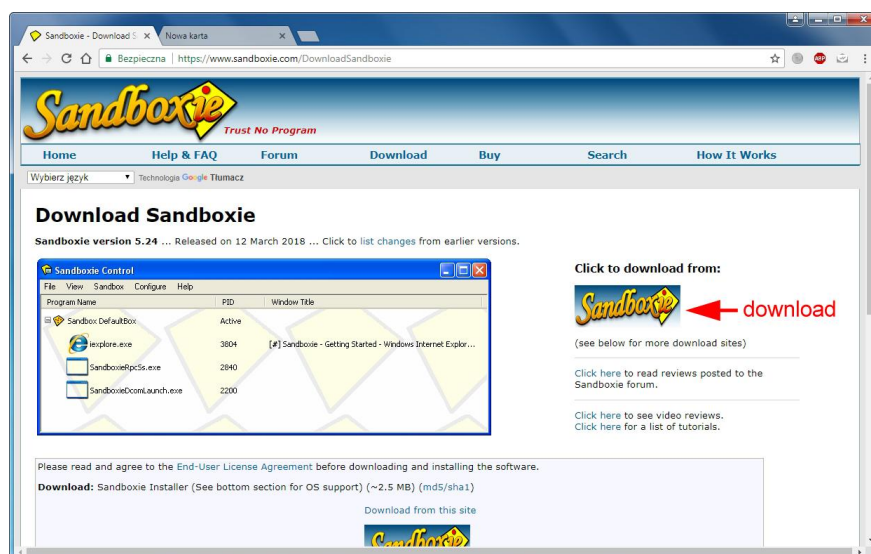 Sandboxie - Download S
Nowa karta
Bezpieczna | https://www.sandboxie.com/DownloadSandboxie
ABP
Sandboxie
Trust No Program
Home Help & FAQ Forum Download Buy Search How It Works
Wybierz język Technologia Google Tłumacz
Download Sandboxie
Sandboxie version 5.24 ... Released on 12 March 2018 ... Click to list changes from earlier versions.
Sandboxie Control
File View Sandbox Configure Help
Program Name PID Window Title
Sandbox DefaultBox Active
iexplore.exe 3804 [#] Sandboxie - Getting Started - Windows Internet Explor...
SandboxieRpcSs.exe 2840
SandboxieDcomLaunch.exe 2200
Click to download from:
Sandboxie
download
(see below for more download sites)
Click here to read reviews posted to the
Sandboxie forum.
Click here to see video reviews.
Click here for a list of tutorials.
Please read and agree to the End-User License Agreement before downloading and installing the software.
Download: Sandboxie Installer (See bottom section for OS support) (~2.5 MB) (md5/sha1)
Download from this site
Sandboxie